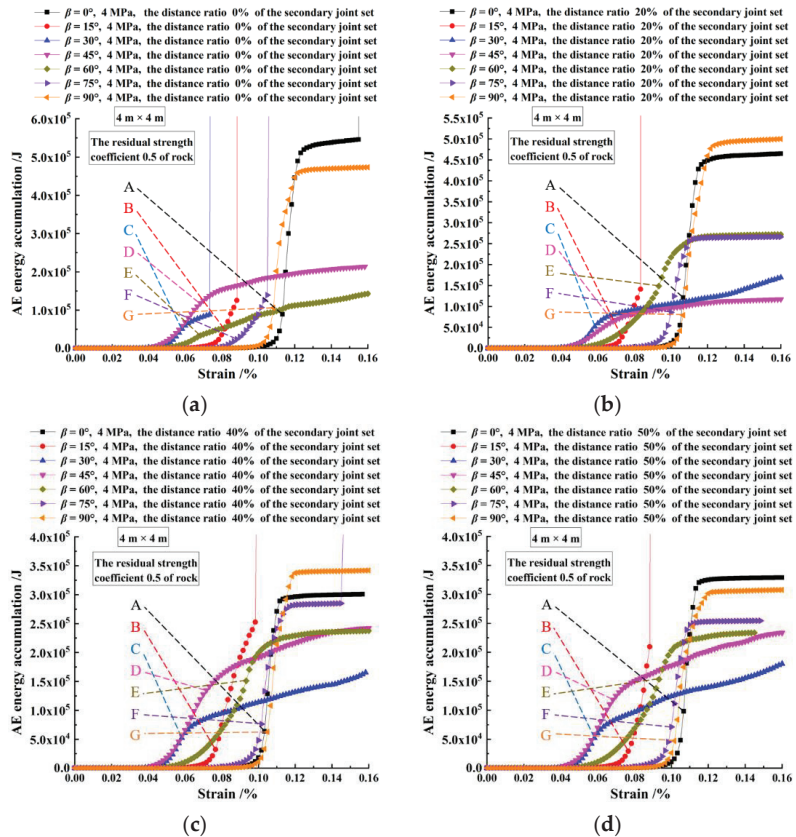 β = 0°, 4 MPa, the distance ratio 0% of the secondary joint set
β = 15°, 4 MPa, the distance ratio 0% of the secondary joint set
β = 30°, 4 MPa, the distance ratio 0% of the secondary joint set
β = 45°, 4 MPa, the distance ratio 0% of the secondary joint set
β = 60°, 4 MPa, the distance ratio 0% of the secondary joint set
β = 75°, 4 MPa, the distance ratio 0% of the secondary joint set
β = 90°, 4 MPa, the distance ratio 0% of the secondary joint set
4 m × 4 m
The residual strength
coefficient 0.5 of rock
A
B
C
D
E
F
G
AE energy accumulation /J
6.0x10⁵
5.0x10⁵
4.0x10⁵
3.0x10⁵
2.0x10⁵
1.0x10⁵
0.0
0.00 0.02 0.04 0.06 0.08 0.10 0.12 0.14 0.16
Strain /%
(a)
β = 0°, 4 MPa, the distance ratio 20% of the secondary joint set
β = 15°, 4 MPa, the distance ratio 20% of the secondary joint set
β = 30°, 4 MPa, the distance ratio 20% of the secondary joint set
β = 45°, 4 MPa, the distance ratio 20% of the secondary joint set
β = 60°, 4 MPa, the distance ratio 20% of the secondary joint set
β = 75°, 4 MPa, the distance ratio 20% of the secondary joint set
β = 90°, 4 MPa, the distance ratio 20% of the secondary joint set
4 m × 4 m
The residual strength
coefficient 0.5 of rock
A
B
C
D
E
F
G
AE energy accumulation /J
5.0x10⁵
4.5x10⁵
4.0x10⁵
3.5x10⁵
3.0x10⁵
2.5x10⁵
2.0x10⁵
1.5x10⁵
1.0x10⁵
5.0x10⁴
0.0
0.00 0.02 0.04 0.06 0.08 0.10 0.12 0.14 0.16
Strain /%
(b)
β = 0°, 4 MPa, the distance ratio 40% of the secondary joint set
β = 15°, 4 MPa, the distance ratio 40% of the secondary joint set
β = 30°, 4 MPa, the distance ratio 40% of the secondary joint set
β = 45°, 4 MPa, the distance ratio 40% of the secondary joint set
β = 60°, 4 MPa, the distance ratio 40% of the secondary joint set
β = 75°, 4 MPa, the distance ratio 40% of the secondary joint set
β = 90°, 4 MPa, the distance ratio 40% of the secondary joint set
4 m × 4 m
The residual strength
coefficient 0.5 of rock
A
B
C
D
E
F
G
AE energy accumulation /J
4.0x10⁵
3.5x10⁵
3.0x10⁵
2.5x10⁵
2.0x10⁵
1.5x10⁵
1.0x10⁵
5.0x10⁴
0.0
0.00 0.02 0.04 0.06 0.08 0.10 0.12 0.14 0.16
Strain /%
(c)
β = 0°, 4 MPa, the distance ratio 50% of the secondary joint set
β = 15°, 4 MPa, the distance ratio 50% of the secondary joint set
β = 30°, 4 MPa, the distance ratio 50% of the secondary joint set
β = 45°, 4 MPa, the distance ratio 50% of the secondary joint set
β = 60°, 4 MPa, the distance ratio 50% of the secondary joint set
β = 75°, 4 MPa, the distance ratio 50% of the secondary joint set
β = 90°, 4 MPa, the distance ratio 50% of the secondary joint set
4 m × 4 m
The residual strength
coefficient 0.5 of rock
A
B
C
D
E
F
G
AE energy accumulation /J
4.0x10⁵
3.5x10⁵
3.0x10⁵
2.5x10⁵
2.0x10⁵
1.5x10⁵
1.0x10⁵
5.0x10⁴
0.0
0.00 0.02 0.04 0.06 0.08 0.10 0.12 0.14 0.16
Strain /%
(d)